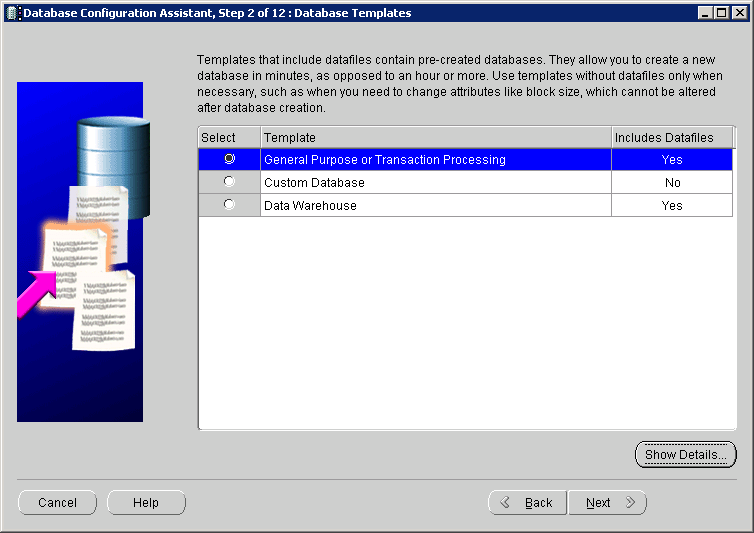 Database Configuration Assistant, Step 2 of 12 : Database Templates
Templates that include datafiles contain pre-created databases. They allow you to create a new
database in minutes, as opposed to an hour or more. Use templates without datafiles only when
necessary, such as when you need to change attributes like block size, which cannot be altered
after database creation.
Select Template Includes Datafiles
General Purpose or Transaction Processing Yes
Custom Database No
Data Warehouse Yes
Show Details...
Cancel Help Back Next